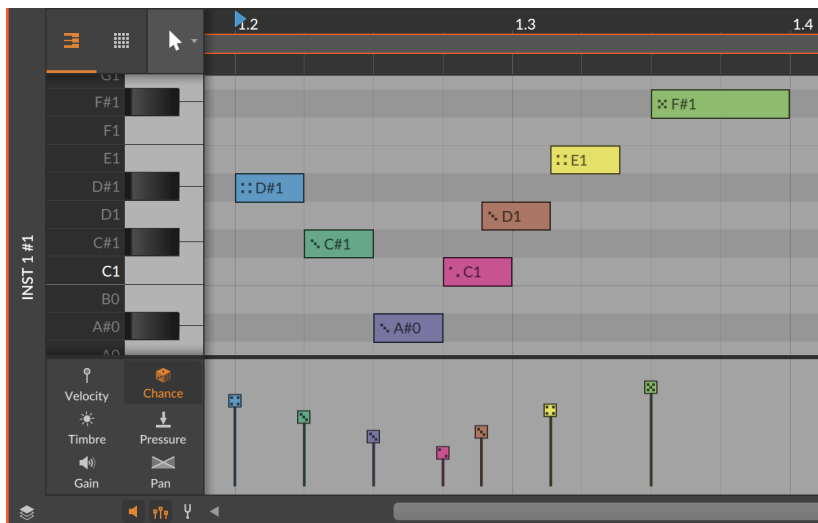 1.2 1.3 1.4
G1
F#1 F#1
F1
E1 E1
D#1 D#1
D1 D1
C#1 C#1
C1 C1
B0
A#0 A#0
A0
INST 1 #1
Velocity Chance
Timbre Pressure
Gain Pan